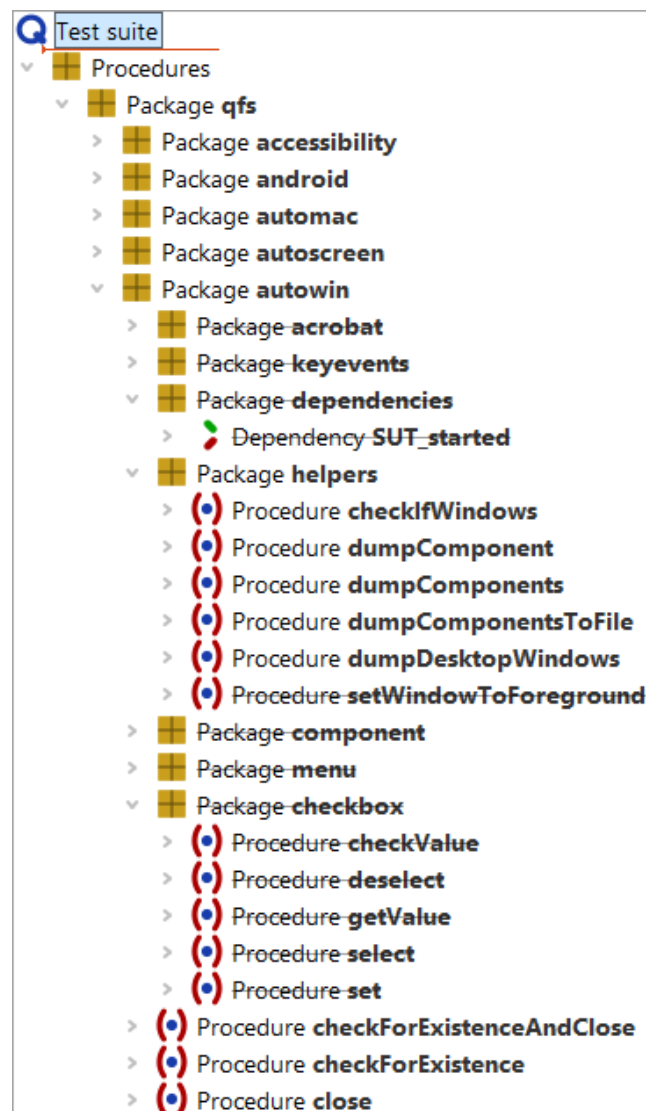 Test suite
Procedures
Package qfs
Package accessibility
Package android
Package automac
Package autoscreen
Package autowin
Package acrobat
Package keyevents
Package dependencies
Dependency SUT_started
Package helpers
Procedure checkIfWindows
Procedure dumpComponent
Procedure dumpComponents
Procedure dumpComponentsToFile
Procedure dumpDesktopWindows
Procedure setWindowToForeground
Package component
Package menu
Package checkbox
Procedure checkValue
Procedure deselect
Procedure getValue
Procedure select
Procedure set
Procedure checkForExistenceAndClose
Procedure checkForExistence
Procedure close